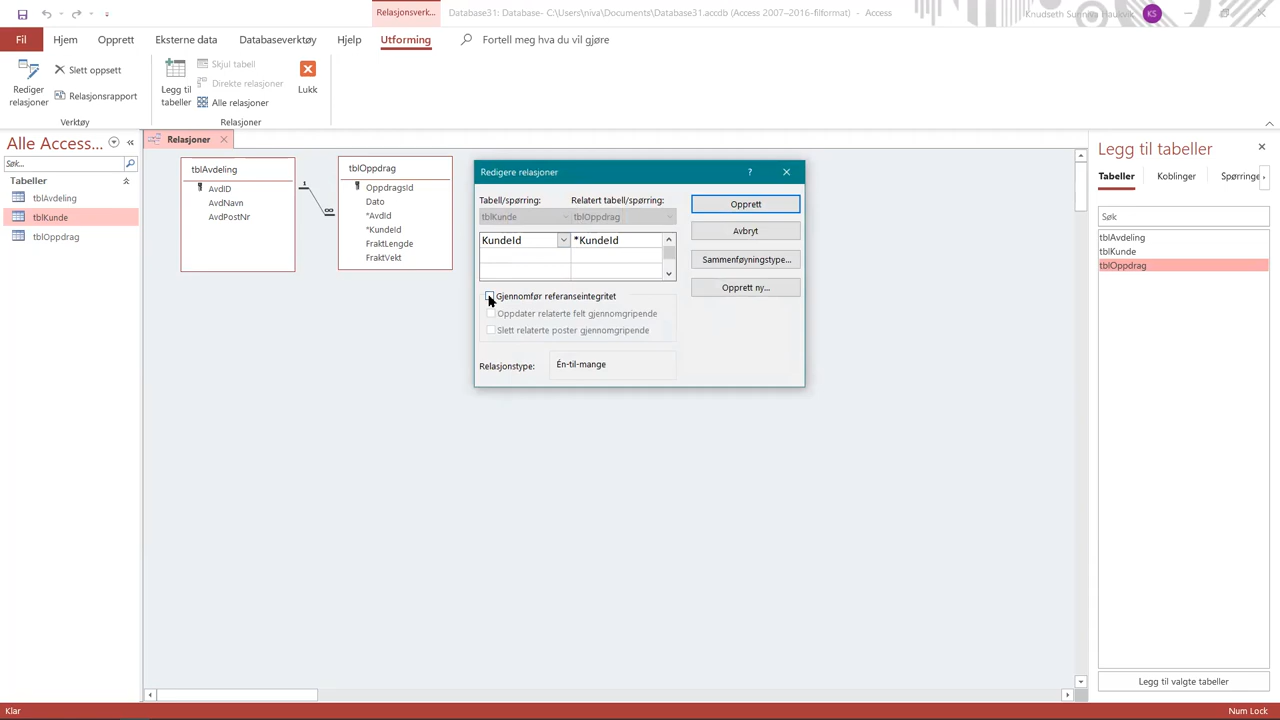 Relasjonsverk...
Database31: Database- C:\Users\niva\Documents\Database31.accdb (Access 2007–2016-filformat) - Access
Knudseth Sunniva Haukvik
KS
Fil
Hjem
Opprett
Eksterne data
Databaseverktøy
Hjelp
Utforming
Fortell meg hva du vil gjøre
Rediger relasjoner
Slett oppsett
Relasjonsrapport
Verktøy
Legg til tabeller
Skjul tabell
Direkte relasjoner
Alle relasjoner
Lukk
Relasjoner
Alle Access...
Søk...
Tabeller
tblAvdeling
tblKunde
tblOppdrag
Relasjoner
tblAvdeling
AvdID
AvdNavn
AvdPostNr
1
∞
tblOppdrag
OppdragsId
Dato
*AvdId
*KundeId
FraktLengde
FraktVekt
Redigere relasjoner
?
Tabell/spørring:
Relatert tabell/spørring:
tblKunde
tblOppdrag
KundeId
*KundeId
Gjennomfør referanseintegritet
Oppdater relaterte felt gjennomgripende
Slett relaterte poster gjennomgripende
Relasjonstype:
Én-til-mange
Opprett
Avbryt
Sammenføyningstype...
Opprett ny...
Legg til tabeller
Tabeller
Koblinger
Spørringe
Søk
tblAvdeling
tblKunde
tblOppdrag
Legg til valgte tabeller
Klar
Num Lock